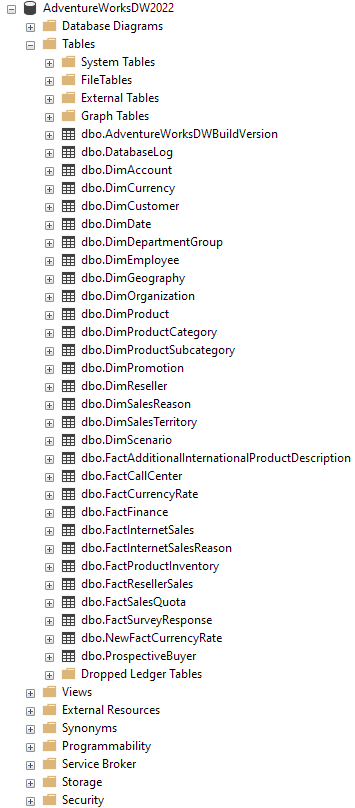 AdventureWorksDW2022
Database Diagrams
Tables
System Tables
FileTables
External Tables
Graph Tables
dbo.AdventureWorksDWBuildVersion
dbo.DatabaseLog
dbo.DimAccount
dbo.DimCurrency
dbo.DimCustomer
dbo.DimDate
dbo.DimDepartmentGroup
dbo.DimEmployee
dbo.DimGeography
dbo.DimOrganization
dbo.DimProduct
dbo.DimProductCategory
dbo.DimProductSubcategory
dbo.DimPromotion
dbo.DimReseller
dbo.DimSalesReason
dbo.DimSalesTerritory
dbo.DimScenario
dbo.FactAdditionalInternationalProductDescription
dbo.FactCallCenter
dbo.FactCurrencyRate
dbo.FactFinance
dbo.FactInternetSales
dbo.FactInternetSalesReason
dbo.FactProductInventory
dbo.FactResellerSales
dbo.FactSalesQuota
dbo.FactSurveyResponse
dbo.NewFactCurrencyRate
dbo.ProspectiveBuyer
Dropped Ledger Tables
Views
External Resources
Synonyms
Programmability
Service Broker
Storage
Security